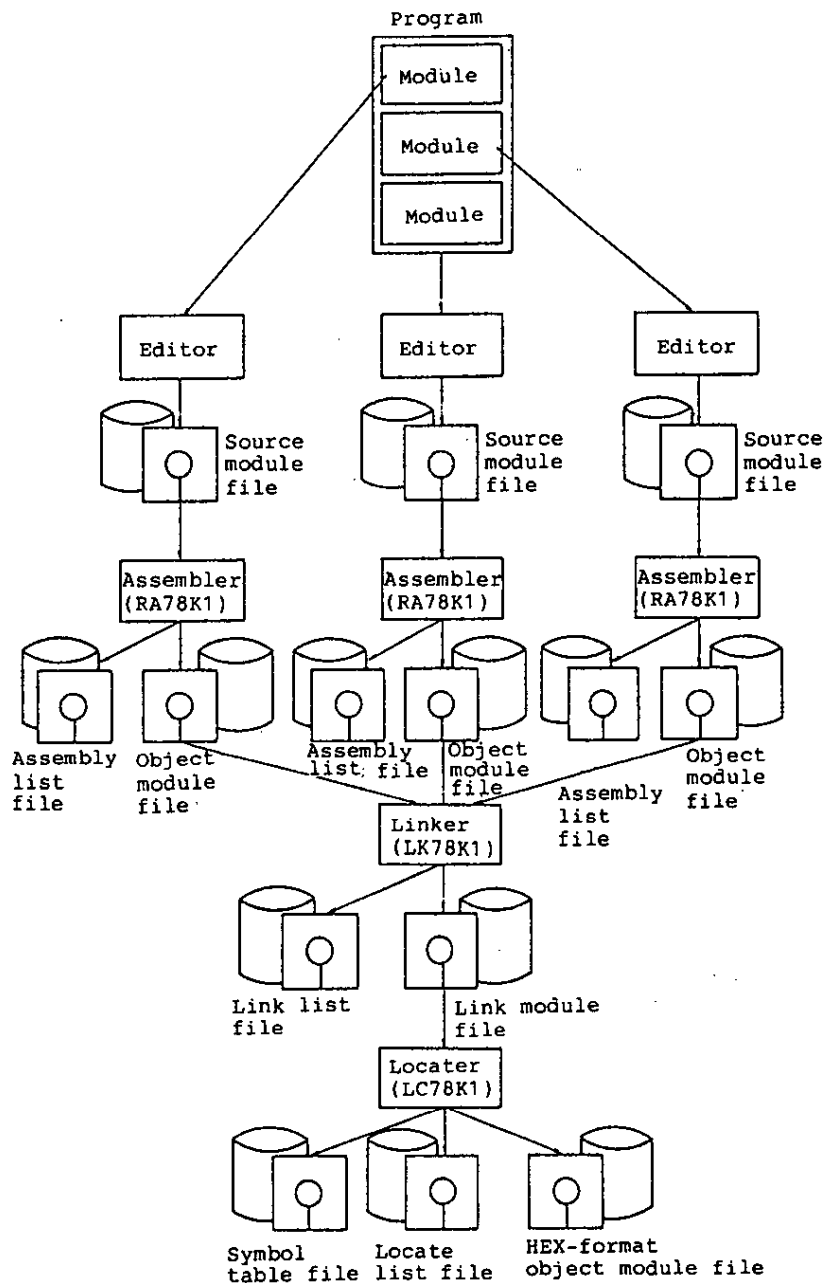 Program
Module
Module
Module
Editor
Editor
Editor
Source
module
file
Source
module
file
Source
module
file
Assembler
(RA78K1)
Assembler
(RA78K1)
Assembler
(RA78K1)
Assembly
list
file
Object
module
file
Assembly
list; file
Object
module
file
Assembly
list
file
Object
module
file
Linker
(LK78K1)
Link list
file
Link module
file
Locater
(LC78K1)
Symbol
table file
Locate
list file
HEX-format
object module file